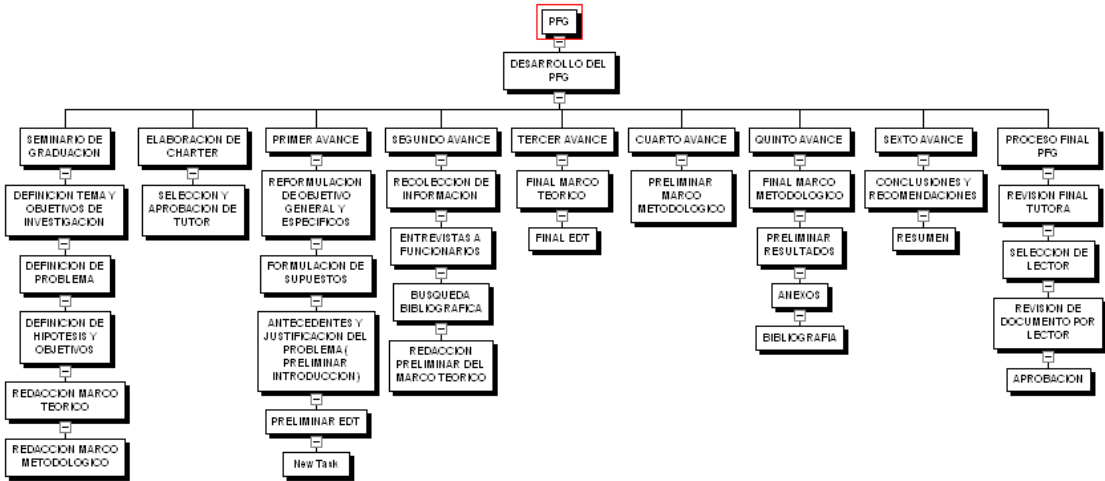 PFG
DESARROLLO DEL
PFG
SEMINARIO DE
GRADUACION
DEFINICION TEMA Y
OBJETIVOS DE
INVESTIGACION
DEFINICION DE
PROBLEMA
DEFINICION DE
HIPOTESIS Y
OBJETIVOS
REDACCION MARCO
TEORICO
REDACCION MARCO
METODOLOGICO
ELABORACION DE
CHARTER
SELECCION Y
APROBACION DE
TUTOR
PRIMER AVANCE
REFORMULACION
DE OBJETIVO
GENERAL Y
ESPECIFICOS
FORMULACION DE
SUPUESTOS
ANTECEDENTES Y
JUSTIFICACION DEL
PROBLEMA (
PRELIMINAR
INTRODUCCION)
PRELIMINAR EDT
New Task
SEGUNDO AVANCE
RECOLECCION DE
INFORMACION
ENTREVISTAS A
FUNCIONARIOS
BUSQUEDA
BIBLIOGRAFICA
REDACCION
PRELIMINAR DEL
MARCO TEORICO
TERCER AVANCE
FINAL MARCO
TEORICO
FINAL EDT
CUARTO AVANCE
PRELIMINAR
MARCO
METODOLOGICO
QUINTO AVANCE
FINAL MARCO
METODOLOGICO
PRELIMINAR
RESULTADOS
ANEXOS
BIBLIOGRAFIA
SEXTO AVANCE
CONCLUSIONES Y
RECOMENDACIONES
RESUMEN
PROCESO FINAL
PFG
REVISION FINAL
TUTORA
SELECCION DE
LECTOR
REVISION DE
DOCUMENTO POR
LECTOR
APROBACION